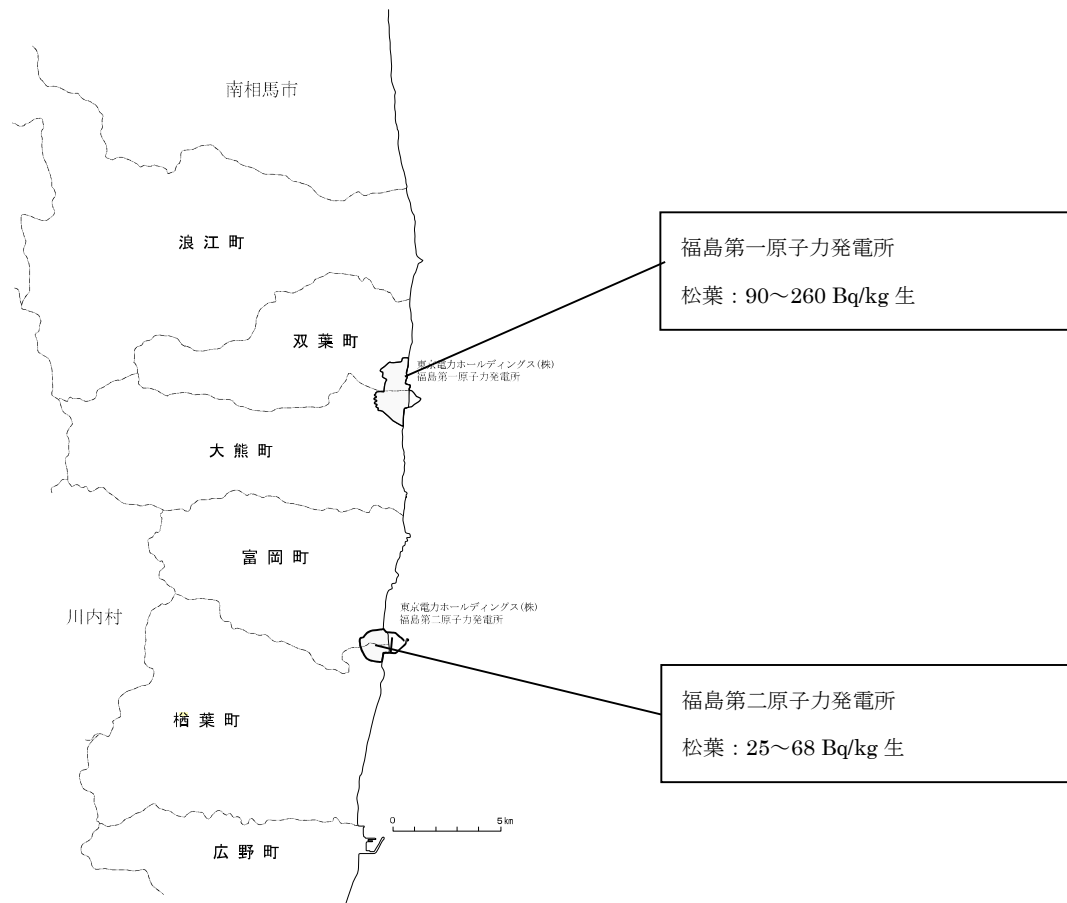 南相馬市
浪江町
福島第一原子力発電所
松葉：90～260 Bq/kg 生
双葉町
東京電力ホールディングス(株)
福島第一原子力発電所
大熊町
富岡町
川内村
東京電力ホールディングス(株)
福島第二原子力発電所
福島第二原子力発電所
松葉：25～68 Bq/kg 生
楢葉町
0 5km
広野町